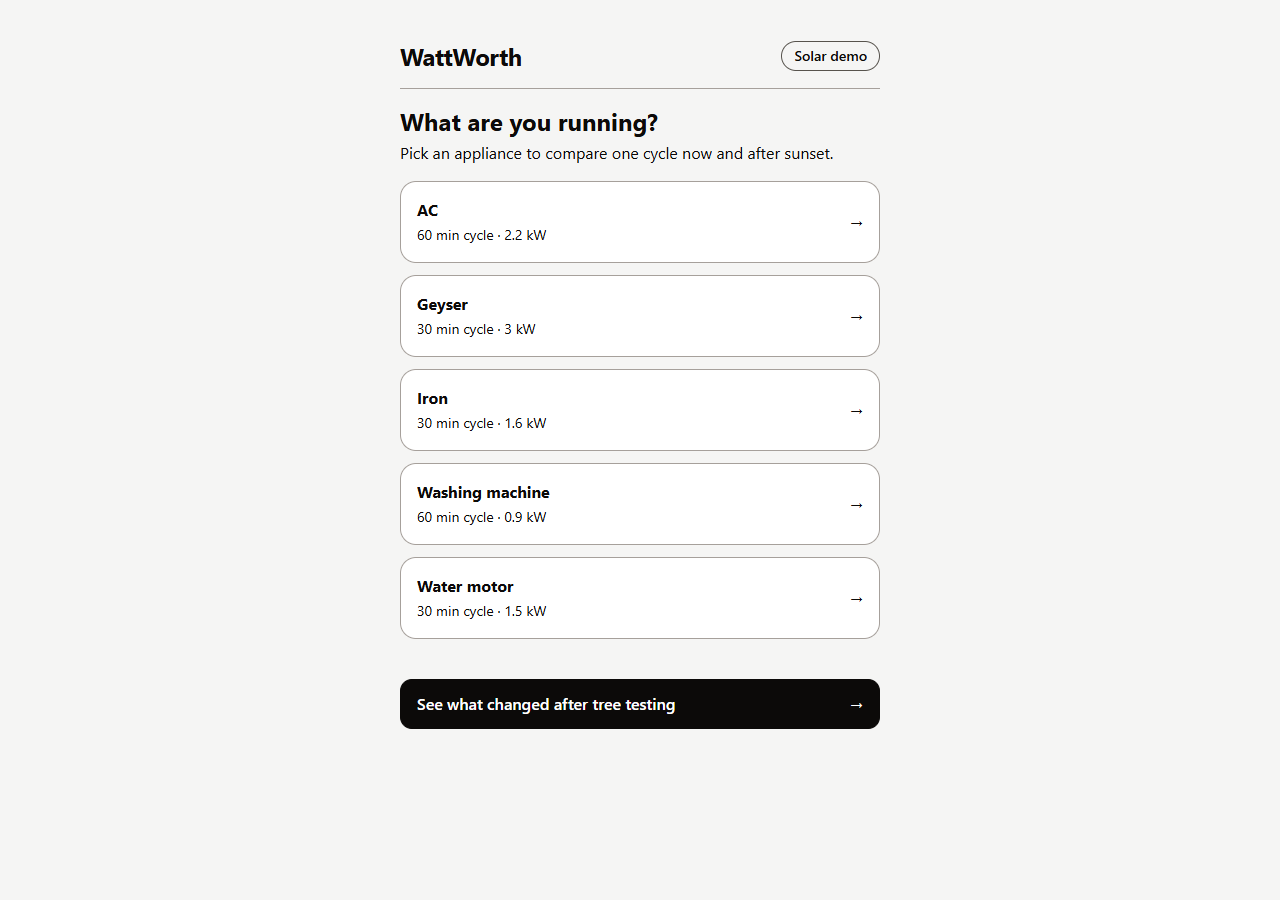 WattWorth
Solar demo
What are you running?
Pick an appliance to compare one cycle now and after sunset.
AC
60 min cycle · 2.2 kW
→
Geyser
30 min cycle · 3 kW
→
Iron
30 min cycle · 1.6 kW
→
Washing machine
60 min cycle · 0.9 kW
→
Water motor
30 min cycle · 1.5 kW
→
See what changed after tree testing →